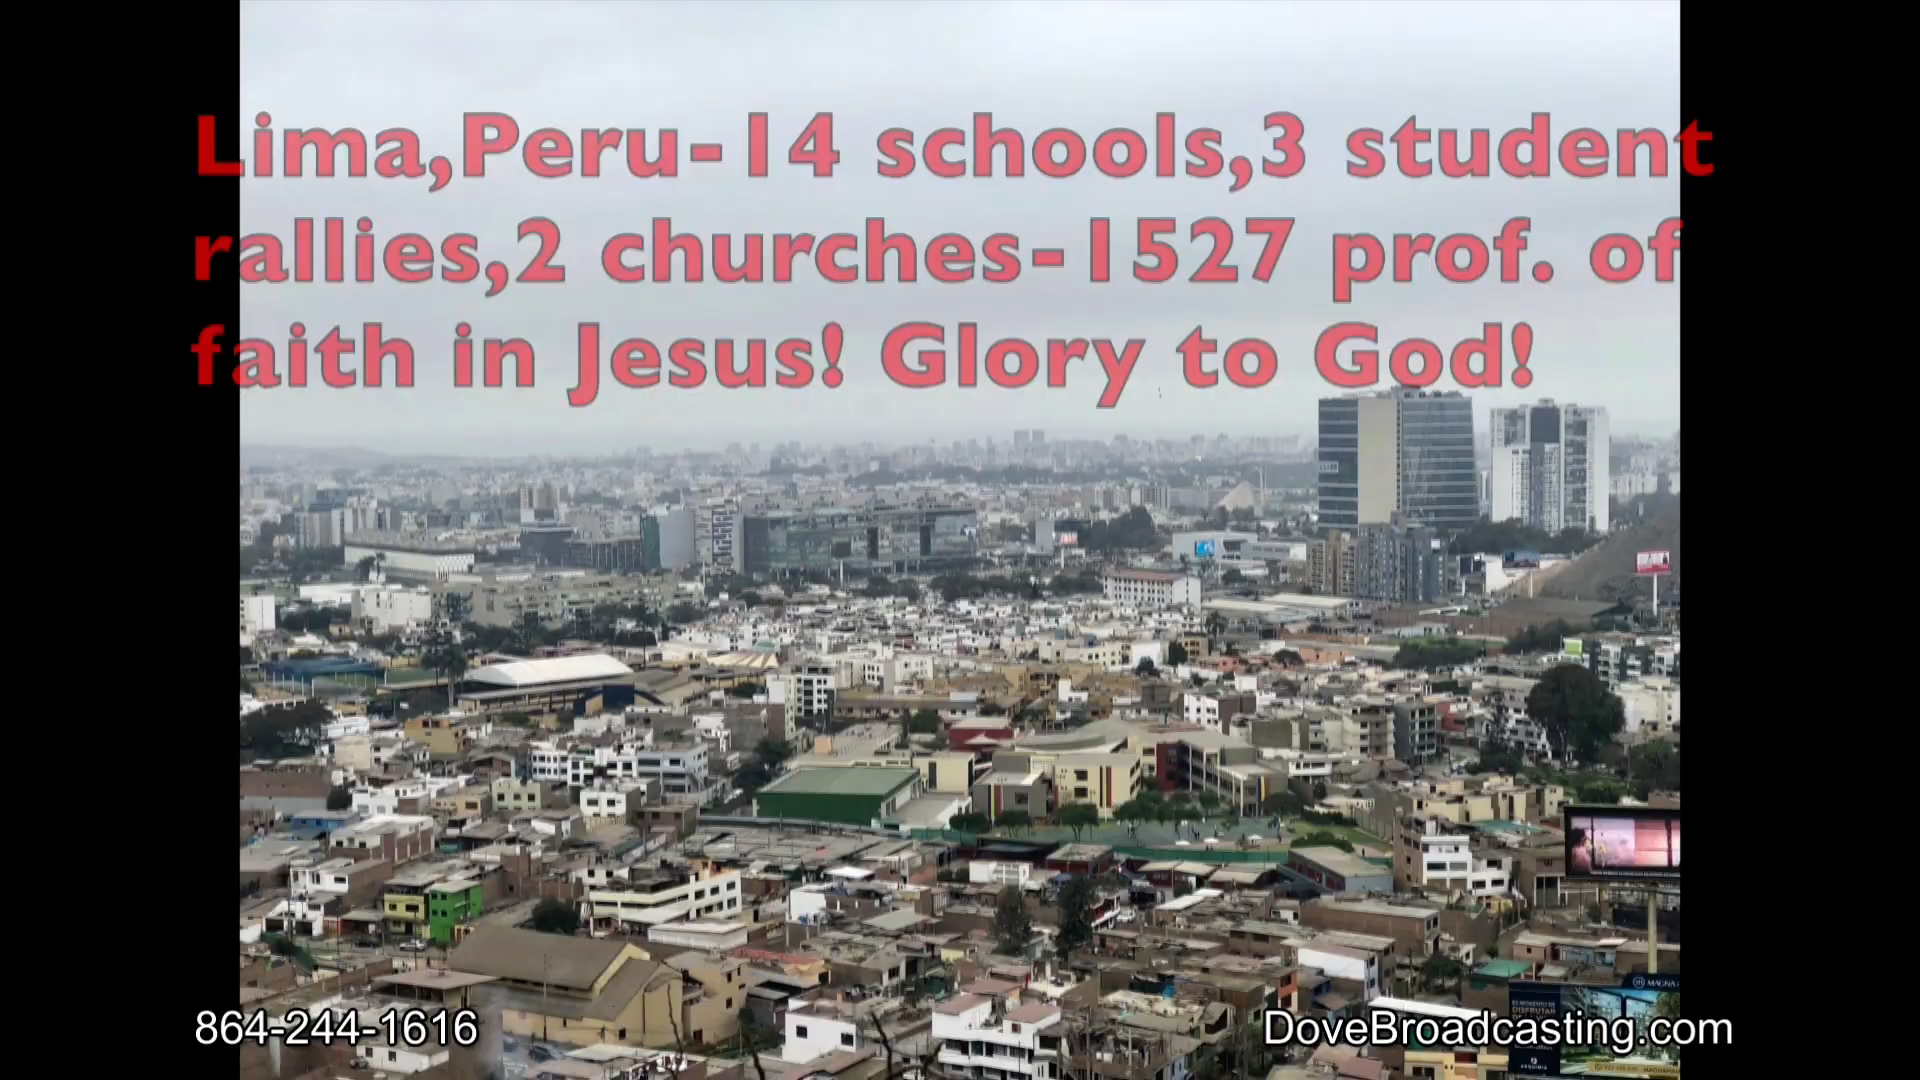 Lima,Peru-14 schools,3 student
rallies,2 churches-1527 prof. of
faith in Jesus! Glory to God!
MAGNA
864-244-1616
DoveBroadcasting.com